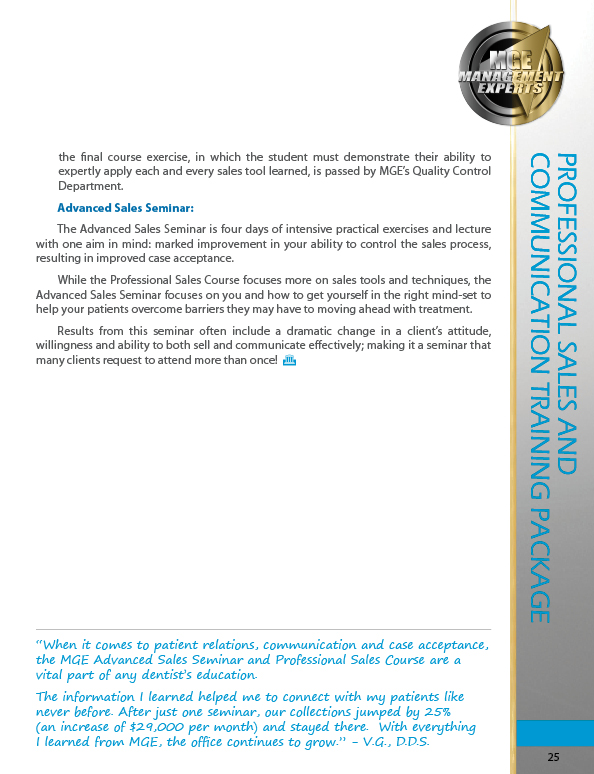 MGE
MANAGEMENT
EXPERTS
the final course exercise, in which the student must demonstrate their ability to
expertly apply each and every sales tool learned, is passed by MGE's Quality Control
Department.
Advanced Sales Seminar:
The Advanced Sales Seminar is four days of intensive practical exercises and lecture
with one aim in mind: marked improvement in your ability to control the sales process,
resulting in improved case acceptance.
While the Professional Sales Course focuses more on sales tools and techniques, the
Advanced Sales Seminar focuses on you and how to get yourself in the right mind-set to
help your patients overcome barriers they may have to moving ahead with treatment.
Results from this seminar often include a dramatic change in a client's attitude,
willingness and ability to both sell and communicate effectively; making it a seminar that
many clients request to attend more than once!
"When it comes to patient relations, communication and case acceptance,
the MGE Advanced Sales Seminar and Professional Sales Course are a
vital part of any dentist's education.
The information I learned helped me to connect with my patients like
never before. After just one seminar, our collections jumped by 25%
(an increase of $29,000 per month) and stayed there. With everything
I learned from MGE, the office continues to grow." – V.G., D.D.S.
PROFESSIONAL SALES AND
COMMUNICATION TRAINING PACKAGE
25